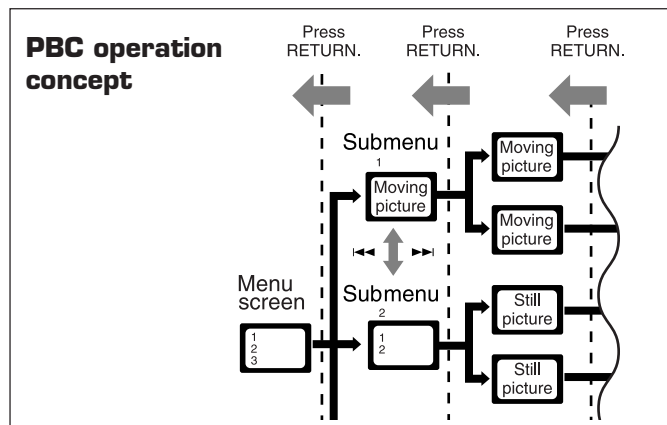 PBC operation
concept
Press
RETURN.
Press
RETURN.
Press
RETURN.
Submenu
1
Moving
picture
Moving
picture
Moving
picture
Menu
screen
1
2
3
Submenu
2
1
2
Still
picture
Still
picture